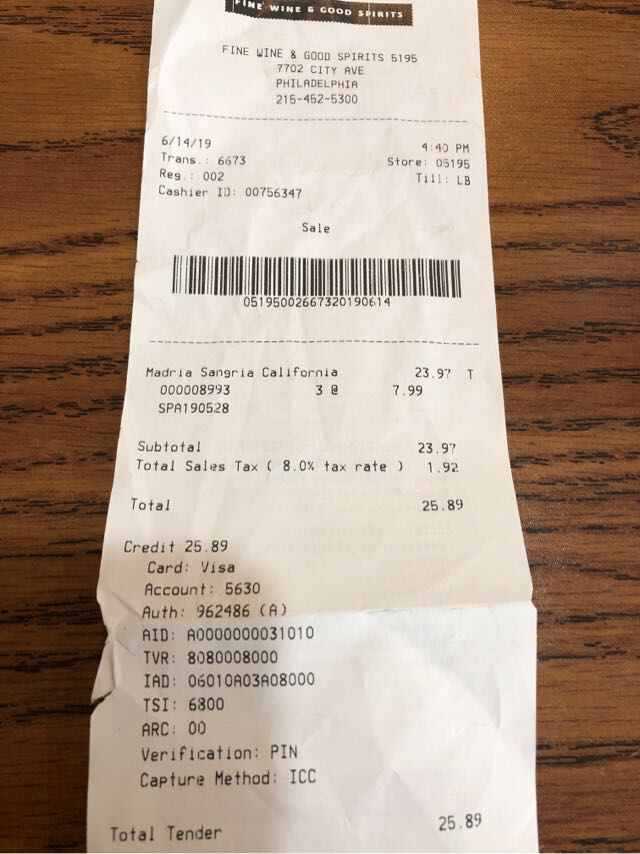 FINE WINE & GOOD SPIRITS
FINE WINE & GOOD SPIRITS 5195
7702 CITY AVE
PHILADELPHIA
215-452-5300
6/14/19 4:40 PM
Trans.: 6673 Store: 05195
Reg.: 002 Till: LB
Cashier ID: 00756347
Sale
05195002667320190614
Madria Sangria California 23.97 T
000008993 3 @ 7.99
SPA190528
Subtotal 23.97
Total Sales Tax ( 8.0% tax rate ) 1.92
Total 25.89
Credit 25.89
Card: Visa
Account: 5630
Auth: 962486 (A)
AID: A0000000031010
TVR: 8080008000
IAD: 06010A03A08000
TSI: 6800
ARC: 00
Verification: PIN
Capture Method: ICC
Total Tender 25.89